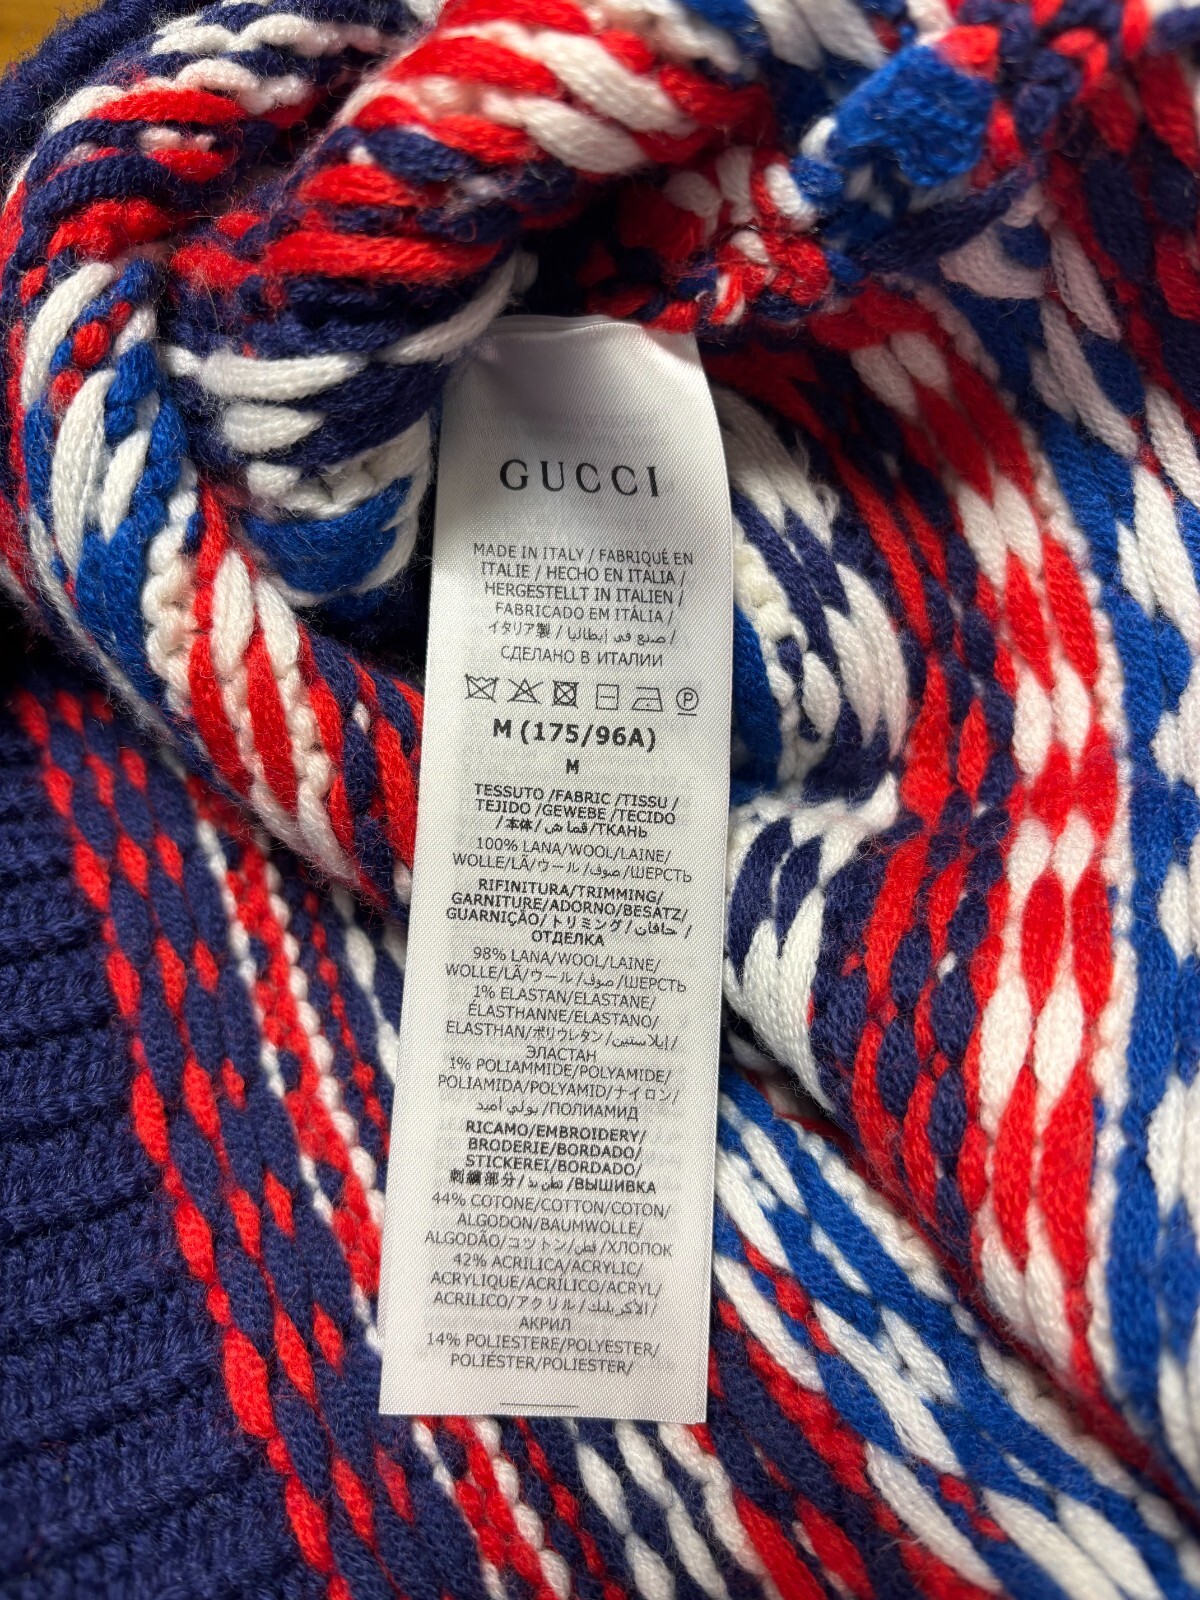 GUCCI
MADE IN ITALY / FABRIQUÉ EN
ITALIE / HECHO EN ITALIA /
HERGESTELLT IN ITALIEN /
FABRICADO EM ITÁLIA /
イタリア製 / صنع في إيطاليا /
СДЕЛАНО В ИТАЛИИ
P
M (175/96A)
M
TESSUTO /FABRIC /TISSU /
TEJIDO /GEWEBE /TECIDO
/本体/ قماش /ТКАНЬ
100% LANA/WOOL/LAINE/
WOLLE/LÃ/ウール/صوف/ШЕРСТЬ
RIFINITURA/TRIMMING/
GARNITURE/ADORNO/BESATZ/
GUARNIÇÃO/トリミング/حافتان /
ОТДЕЛКА
98% LANA/WOOL/LAINE/
WOLLE/LÃ/ウール/صوف/ШЕРСТЬ
1% ELASTAN/ELASTANE/
ÉLASTHANNE/ELASTANO/
ELASTHAN/ポリウレタン/إيلاستين/
ЭЛАСТАН
1% POLIAMMIDE/POLYAMIDE/
POLIAMIDA/POLYAMID/ナイロン/
بولي أميد /ПОЛИАМИД
RICAMO/EMBROIDERY/
BRODERIE/BORDADO/
STICKEREI/BORDADO/
刺繍部分/ /ВЫШИВКА
44% COTONE/COTTON/COTON/
ALGODON/BAUMWOLLE/
ALGODÃO/コットン/قطن/ХЛОПОК
42% ACRILICA/ACRYLIC/
ACRYLIQUE/ACRÍLICO/ACRYL/
ACRILICO/アクリル/الأكريليك/
АКРИЛ
14% POLIESTERE/POLYESTER/
POLIÉSTER/POLIESTER/